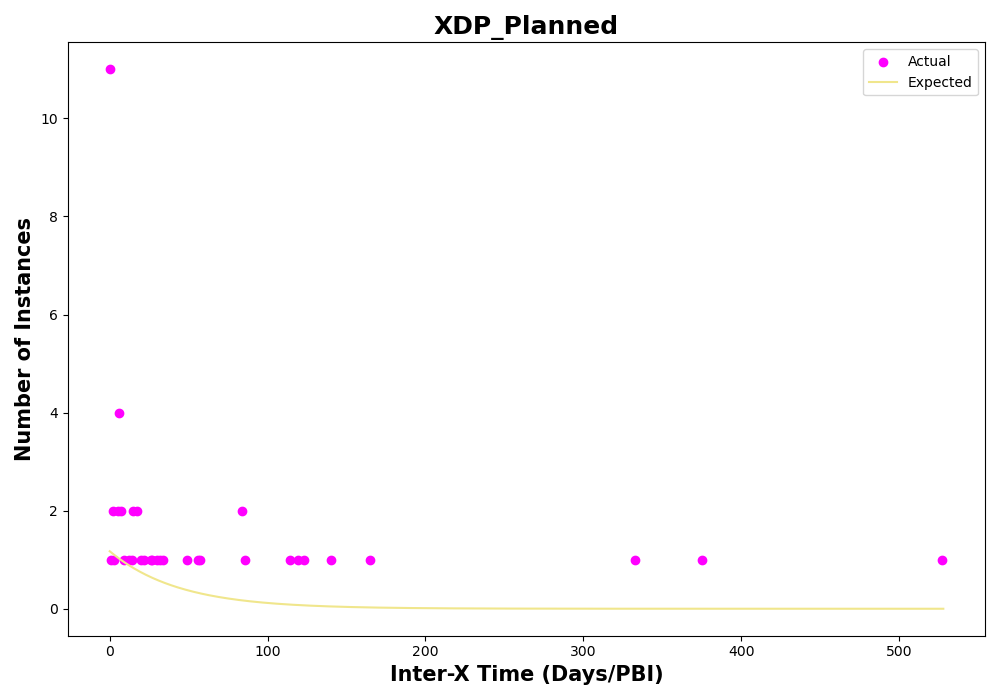 XDP_Planned
Actual
Expected
10
8
6
4
2
0
Number of Instances
0 100 200 300 400 500
Inter-X Time (Days/PBI)